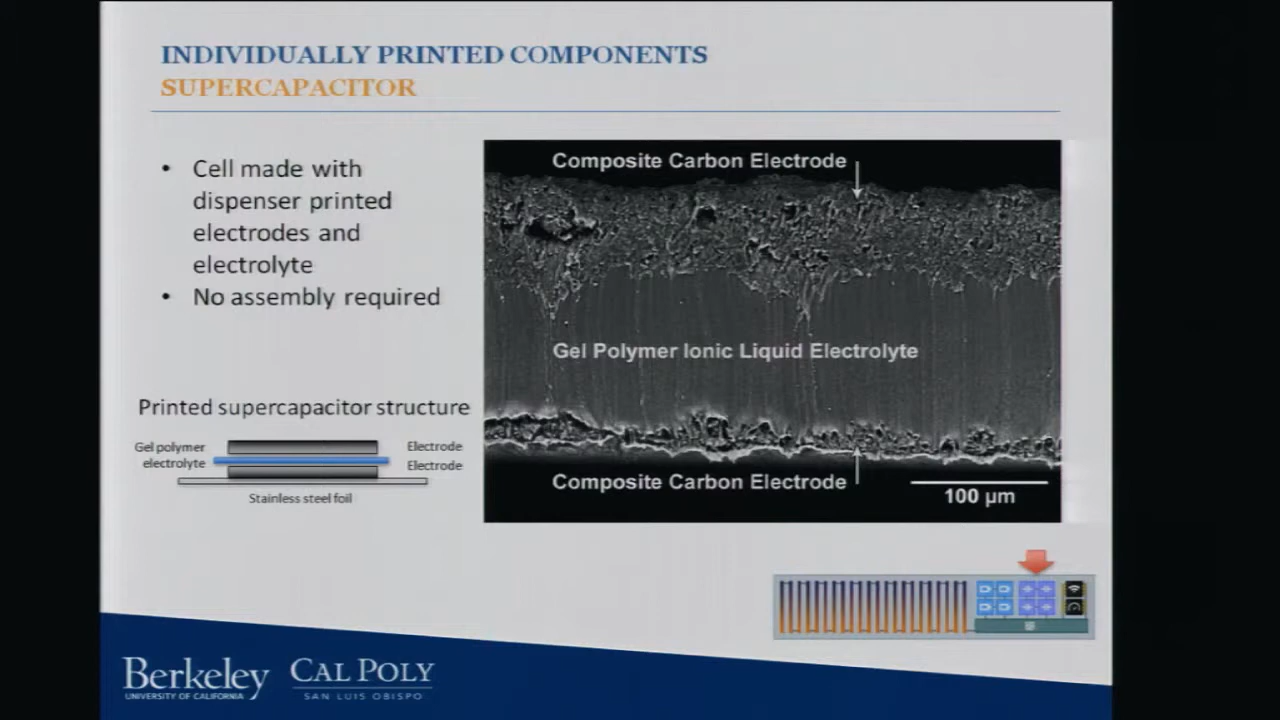 INDIVIDUALLY PRINTED COMPONENTS
SUPERCAPACITOR
• Cell made with
dispenser printed
electrodes and
electrolyte
• No assembly required
Printed supercapacitor structure
Gel polymer
electrolyte
Electrode
Electrode
Stainless steel foil
Composite Carbon Electrode
Gel Polymer Ionic Liquid Electrolyte
Composite Carbon Electrode
100 µm
Berkeley
UNIVERSITY OF CALIFORNIA
CAL POLY
SAN LUIS OBISPO